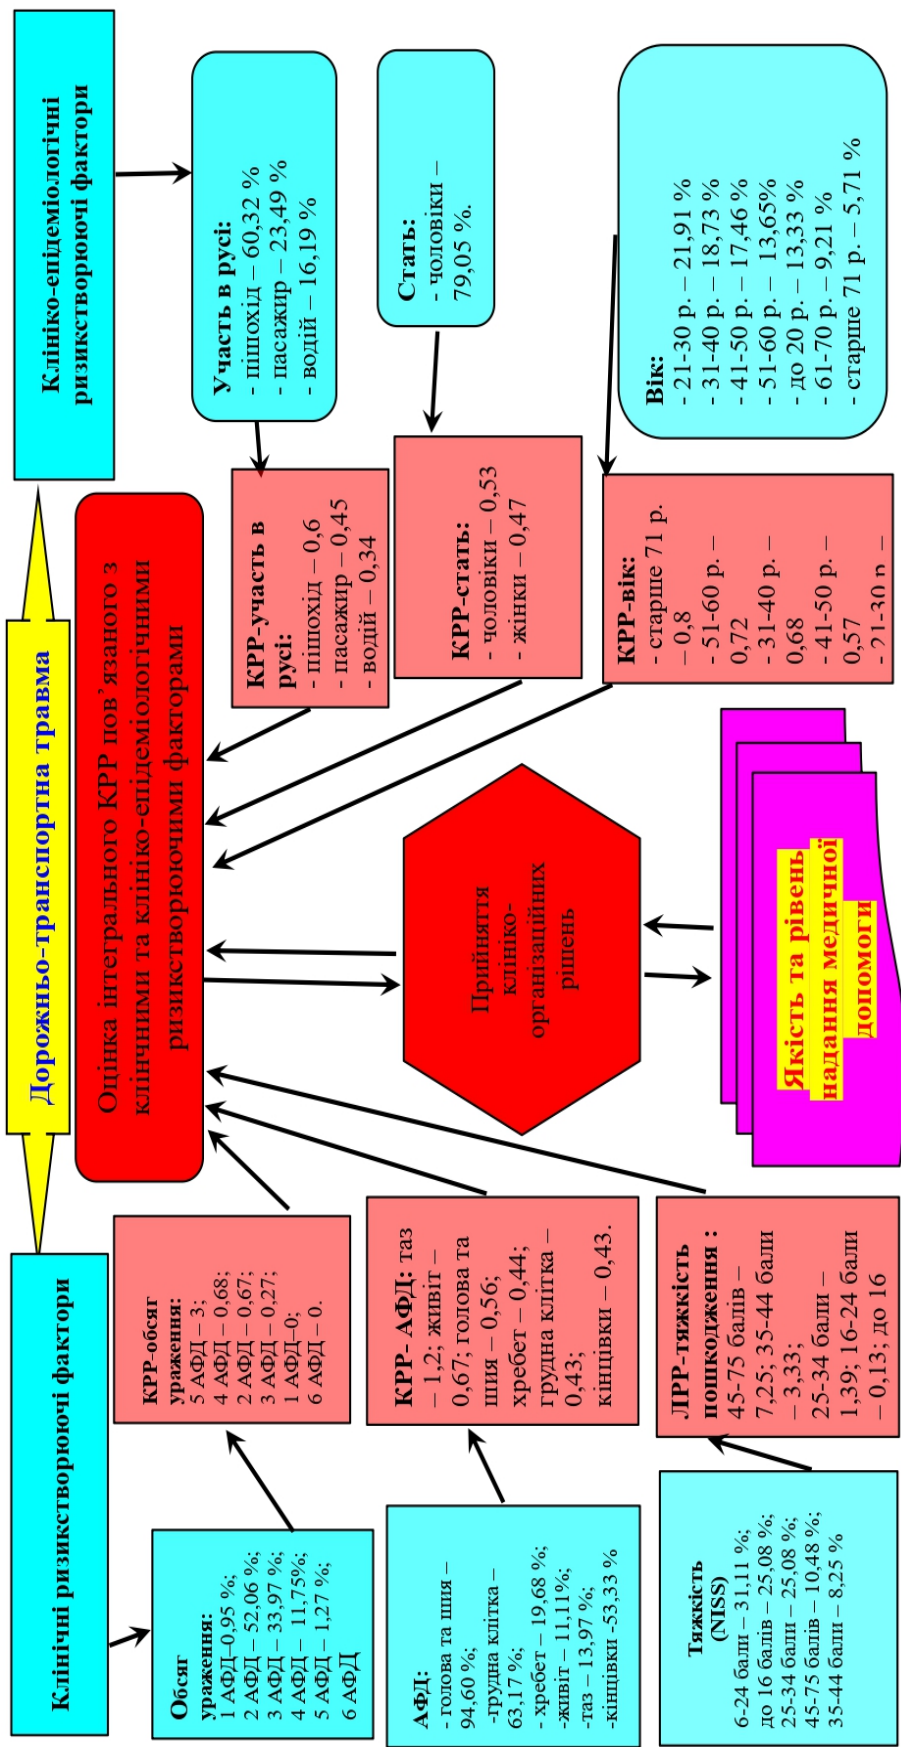 Дорожньо-транспортна травма
Клінічні ризикстворюючі фактори
Клініко-епідеміологічні
ризикстворюючі фактори
Оцінка інтегрального КРР пов’язаного з
клінчними та клініко-епідеміологічними
ризикстворюючими факторами
Обсяг
ураження:
1 АФД–0,95 %;
2 АФД – 52,06 %;
3 АФД – 33,97 %;
4 АФД – 11,75%;
5 АФД – 1,27 %;
6 АФД
КРР-обсяг
ураження:
5 АФД – 3;
4 АФД – 0,68;
2 АФД – 0,67;
3 АФД – 0,27;
1 АФД–0;
6 АФД – 0.
АФД:
- голова та шия –
94,60 %;
-грудна клітка –
63,17 %;
- хребет – 19,68 %;
-живіт – 11,11%;
-таз – 13,97 %;
-кінцівки -53,33 %
КРР- АФД: таз
– 1,2; живіт –
0,67; голова та
шия – 0,56;
хребет – 0,44;
грудна клітка –
0,43;
кінцівки – 0,43.
Тяжкість
(NISS)
6-24 бали – 3,11 %;
до 16 балів – 25,08 %;
25-34 бали – 25,08 %;
45-75 балів – 10,48 %;
35-44 бали – 8,25 %
ЛРР-тяжкість
пошкодження :
45-75 балів –
7,25; 35-44 бали
– 3,33;
25-34 бали –
1,39; 16-24 бали
– 0,13; до 16
Прийняття
клініко-
організаційних
рішень
Якість та рівень
надання медичної
допомоги
КРР-участь в
русі:
- пішохід – 0,6
- пасажир – 0,45
- водій – 0,34
Участь в русі:
- пішохід – 60,32 %
- пасажир – 23,49 %
- водій – 16,19 %
КРР-стать:
- чоловіки – 0,53
- жінки – 0,47
Стать:
- чоловіки –
79,05 %.
КРР-вік:
- старше 71 р.
– 0,8
- 51-60 р. –
0,72
- 31-40 р. –
0,68
- 41-50 р. –
0,57
- 21-30 р. –
Вік:
- 21-30 р. – 21,91 %
- 31-40 р. – 18,73 %
- 41-50 р. – 17,46 %
- 51-60 р. – 13,65%
- до 20 р. – 13,33 %
- 61-70 р. – 9,21 %
- старше 71 р. – 5,71 %